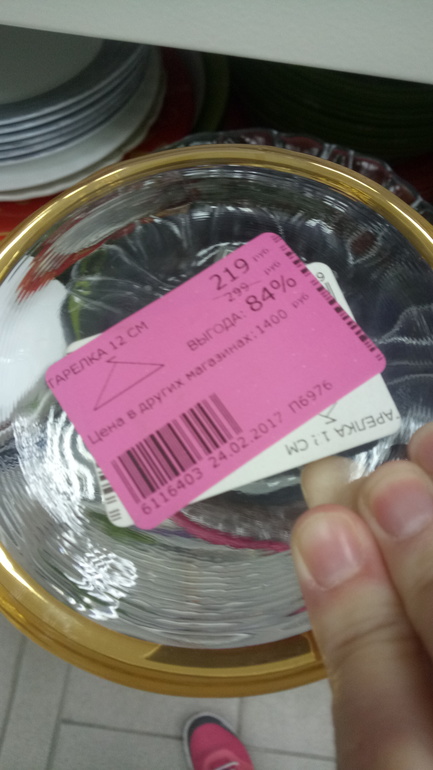 219 руб
299 руб
ВЫГОДА: 84%
ТАРЕЛКА 12 СМ
Цена в других магазинах: 1400 руб
6116403 24.02.2017 П6976
ТАРЕЛКА 1 СМ